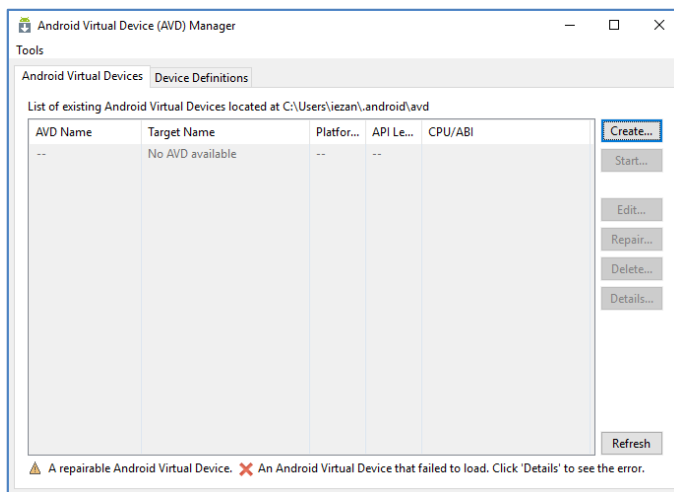 Android Virtual Device (AVD) Manager
Tools
Android Virtual Devices Device Definitions
List of existing Android Virtual Devices located at C:\Users\iezan\.android\avd
AVD Name Target Name Platfor... API Le... CPU/ABI
-- No AVD available -- --
Create...
Start...
Edit...
Repair...
Delete...
Details...
Refresh
A repairable Android Virtual Device. An Android Virtual Device that failed to load. Click 'Details' to see the error.